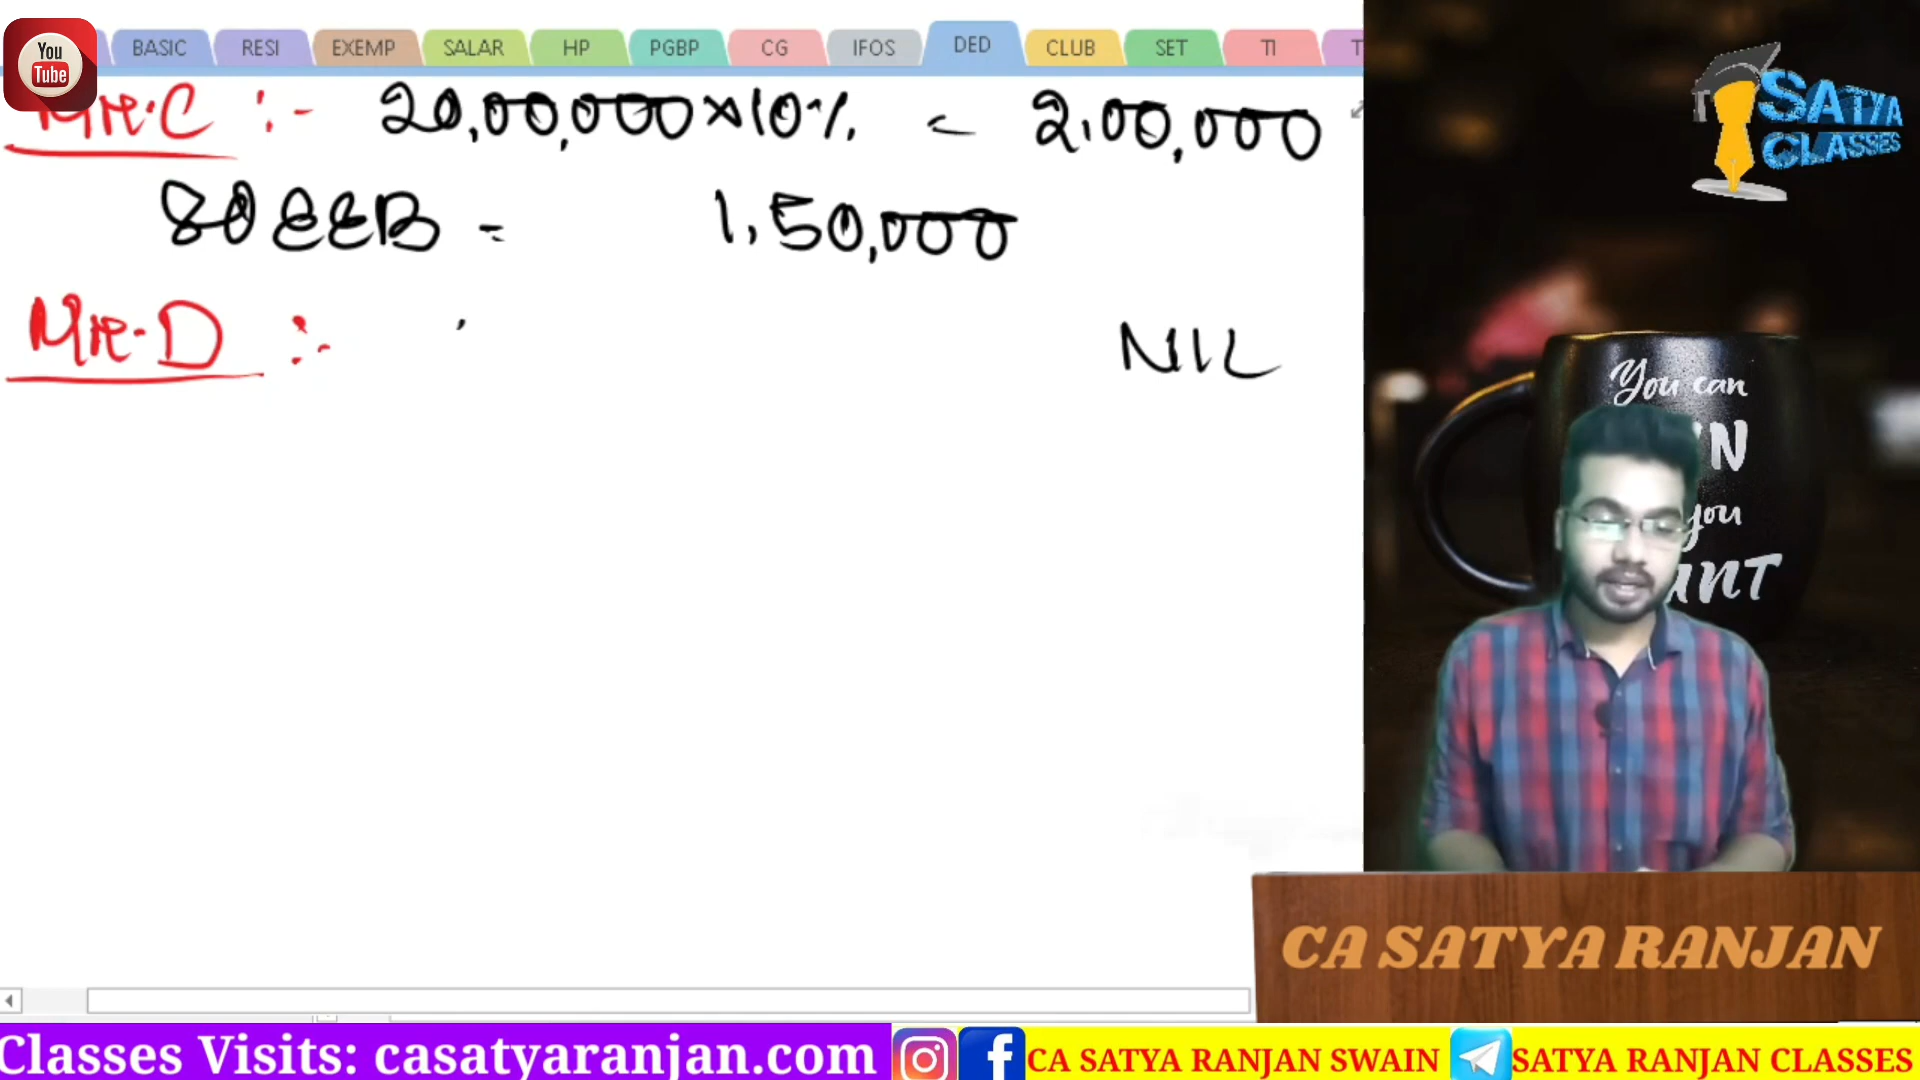 You
Tube
BASIC RESI EXEMP SALAR HP PGBP CG IFOS DED CLUB SET TI T
SATYA
CLASSES
Mr.C :- 20,00,000×10% = 2,00,000
80EEB = 1,50,000
Mr.D :- NIL
You can
N
you
ANT
CA SATYA RANJAN
Classes Visits: casatyaranjan.com f CA SATYA RANJAN SWAIN SATYA RANJAN CLASSES